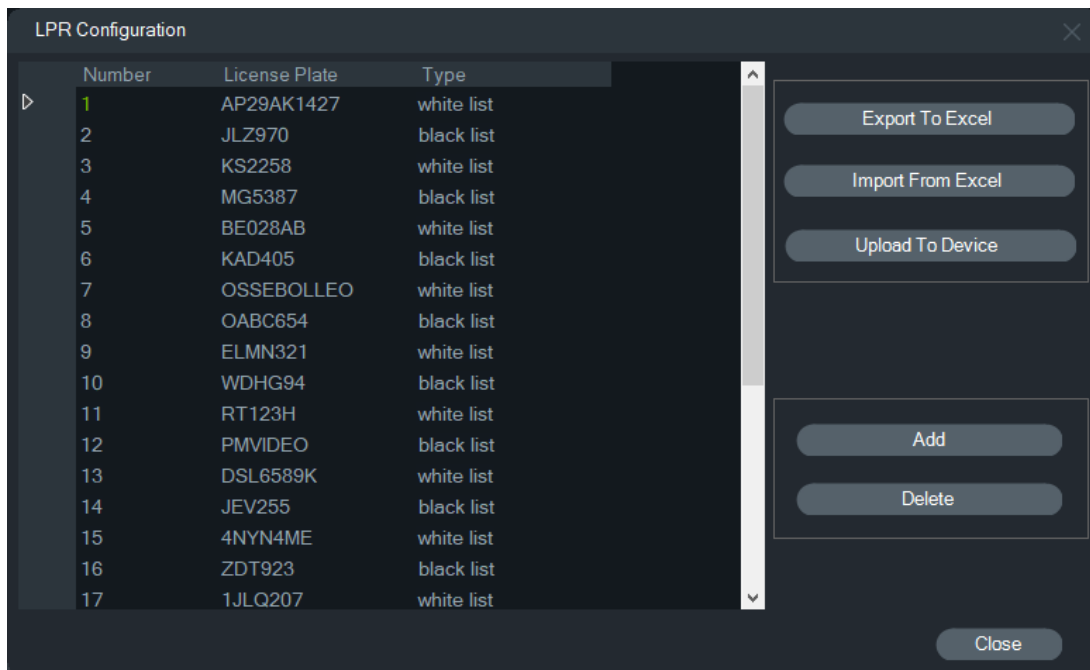 LPR Configuration
Number License Plate Type
1 AP29AK1427 white list
2 JLZ970 black list
3 KS2258 white list
4 MG5387 black list
5 BE028AB white list
6 KAD405 black list
7 OSSEBOLLEO white list
8 OABC654 black list
9 ELMN321 white list
10 WDHG94 black list
11 RT123H white list
12 PMVIDEO black list
13 DSL6589K white list
14 JEV255 black list
15 4NYN4ME white list
16 ZDT923 black list
17 1JLQ207 white list
Export To Excel
Import From Excel
Upload To Device
Add
Delete
Close